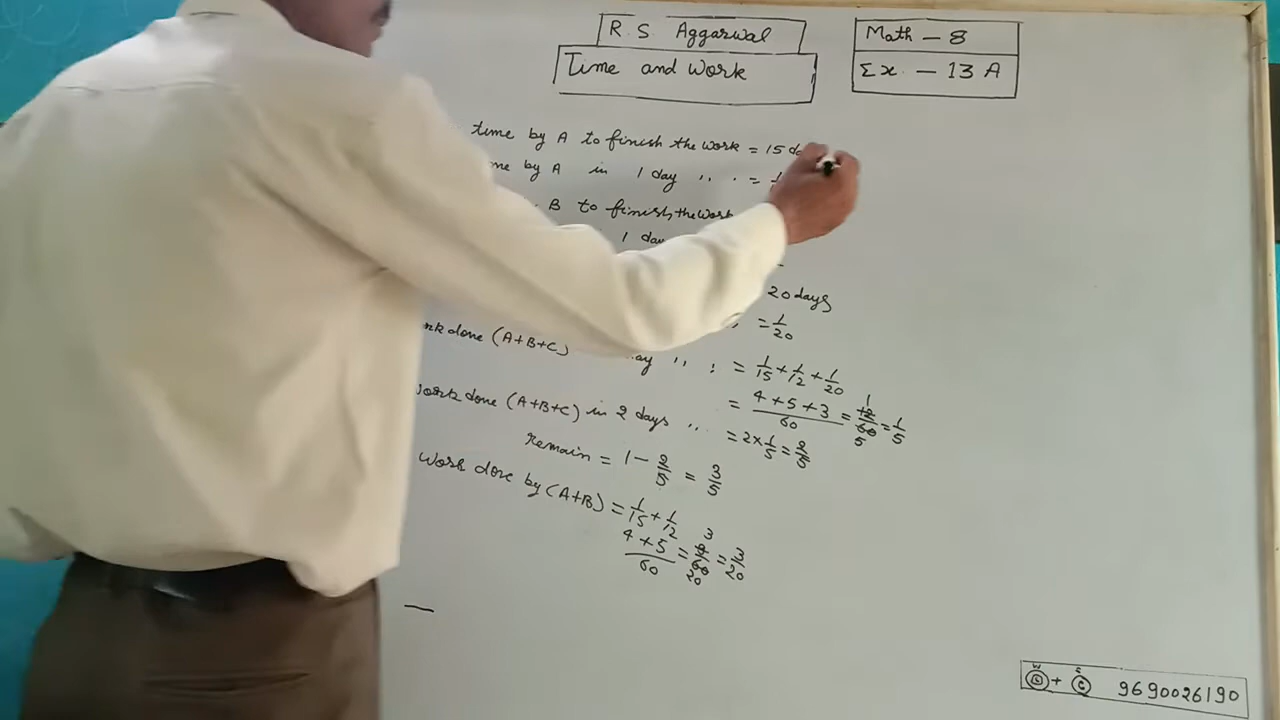 R. S Aggarwal
Time and Work
Math - 8
Ex. - 13 A
time by A to finish the work = 15
by A in 1 day ,, . =
B to finish the work
1 day
20 days
,, = 1/20
done (A+B+C) ,, : = 1/15 + 1/12 + 1/20
= 4+5+3/60 = 12/60 = 1/5
work done (A+B+C) in 2 days ,, = 2×1/5 = 2/5
Remain = 1 - 2/5 = 3/5
Work done by (A+B) = 1/15 + 1/12
4+5/60 = 9/60 = 3/20
W S
+ 9690026190